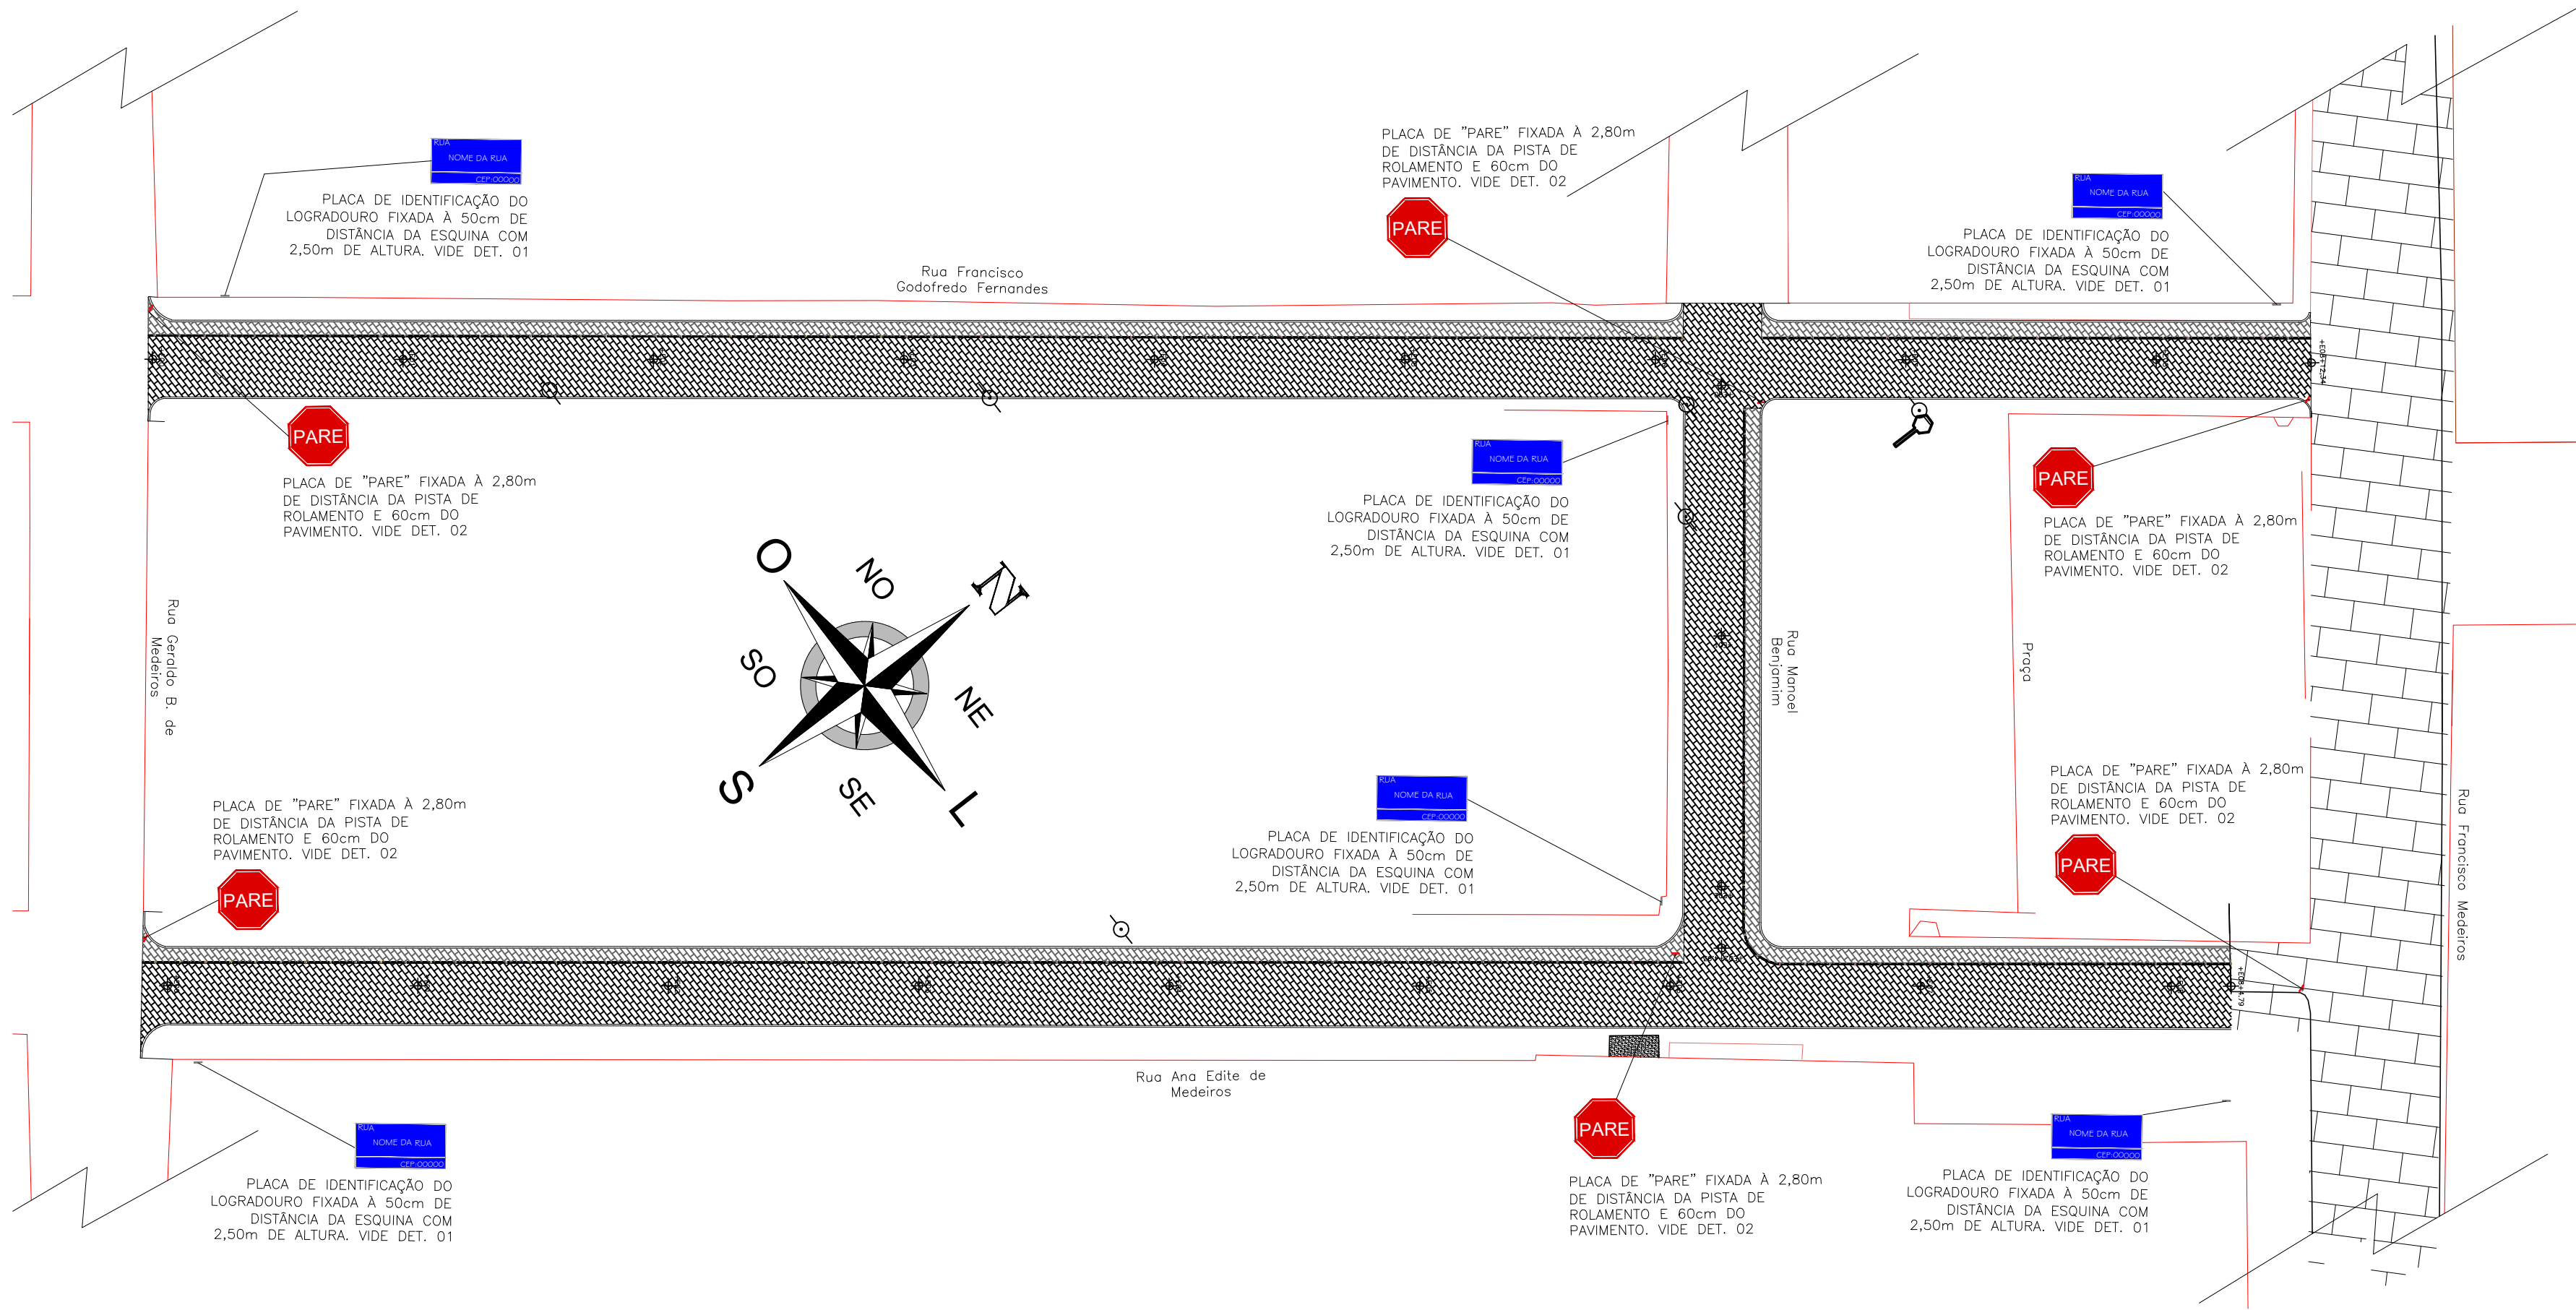 RUA
NOME DA RUA
CEP:00000
PLACA DE IDENTIFICAÇÃO DO
LOGRADOURO FIXADA À 50cm DE
DISTÂNCIA DA ESQUINA COM
2,50m DE ALTURA. VIDE DET. 01
PLACA DE "PARE" FIXADA À 2,80m
DE DISTÂNCIA DA PISTA DE
ROLAMENTO E 60cm DO
PAVIMENTO. VIDE DET. 02
PARE
RUA
NOME DA RUA
CEP:00000
PLACA DE IDENTIFICAÇÃO DO
LOGRADOURO FIXADA À 50cm DE
DISTÂNCIA DA ESQUINA COM
2,50m DE ALTURA. VIDE DET. 01
Rua Francisco
Godofredo Fernandes
PARE
PLACA DE "PARE" FIXADA À 2,80m
DE DISTÂNCIA DA PISTA DE
ROLAMENTO E 60cm DO
PAVIMENTO. VIDE DET. 02
RUA
NOME DA RUA
CEP:00000
PLACA DE IDENTIFICAÇÃO DO
LOGRADOURO FIXADA À 50cm DE
DISTÂNCIA DA ESQUINA COM
2,50m DE ALTURA. VIDE DET. 01
PARE
PLACA DE "PARE" FIXADA À 2,80m
DE DISTÂNCIA DA PISTA DE
ROLAMENTO E 60cm DO
PAVIMENTO. VIDE DET. 02
O
NO
N
SO
NE
S
SE
L
Rua Geraldo B. de
Medeiros
Rua Manoel
Benjamim
Praça
PLACA DE "PARE" FIXADA À 2,80m
DE DISTÂNCIA DA PISTA DE
ROLAMENTO E 60cm DO
PAVIMENTO. VIDE DET. 02
PARE
RUA
NOME DA RUA
CEP:00000
PLACA DE IDENTIFICAÇÃO DO
LOGRADOURO FIXADA À 50cm DE
DISTÂNCIA DA ESQUINA COM
2,50m DE ALTURA. VIDE DET. 01
PLACA DE "PARE" FIXADA À 2,80m
DE DISTÂNCIA DA PISTA DE
ROLAMENTO E 60cm DO
PAVIMENTO. VIDE DET. 02
PARE
Rua Francisco Medeiros
Rua Ana Edite de
Medeiros
RUA
NOME DA RUA
CEP:00000
PLACA DE IDENTIFICAÇÃO DO
LOGRADOURO FIXADA À 50cm DE
DISTÂNCIA DA ESQUINA COM
2,50m DE ALTURA. VIDE DET. 01
PARE
PLACA DE "PARE" FIXADA À 2,80m
DE DISTÂNCIA DA PISTA DE
ROLAMENTO E 60cm DO
PAVIMENTO. VIDE DET. 02
RUA
NOME DA RUA
CEP:00000
PLACA DE IDENTIFICAÇÃO DO
LOGRADOURO FIXADA À 50cm DE
DISTÂNCIA DA ESQUINA COM
2,50m DE ALTURA. VIDE DET. 01